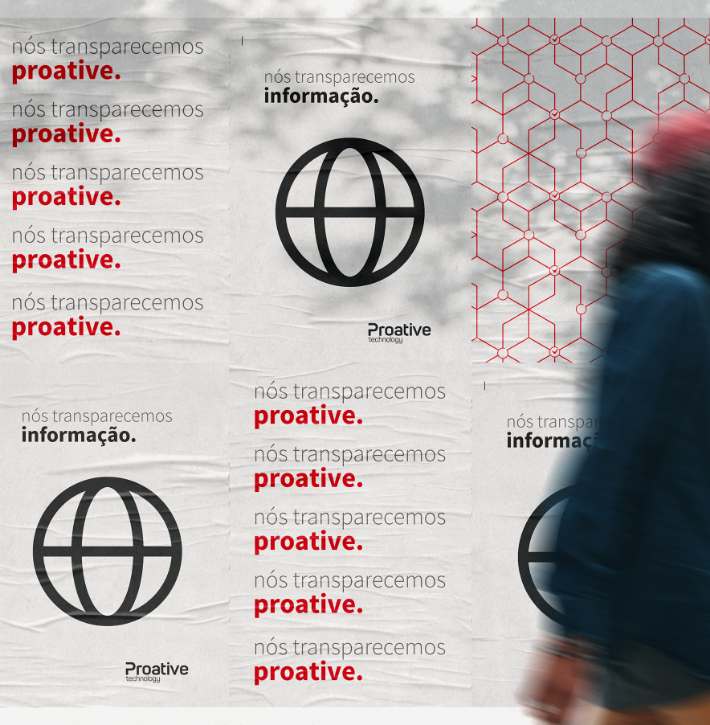 nós transparecemos
proative.
nós transparecemos
proative.
nós transparecemos
proative.
nós transparecemos
proative.
nós transparecemos
proative.
nós transparecemos
informação.
Proative
technology
nós transparecemos
informação.
Proative
technology
nós transparecemos
proative.
nós transparecemos
proative.
nós transparecemos
proative.
nós transparecemos
proative.
nós transparecemos
proative.
nós